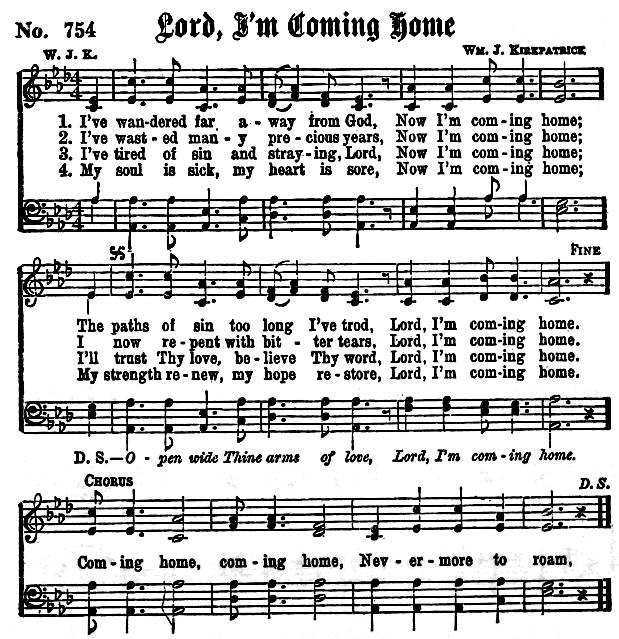 No. 754 Lord, I'm Coming Home
W. J. K. WM. J. KIRKPATRICK
1. I've wan-dered far a - way from God, Now I'm com-ing home;
2. I've wast-ed man - y pre-cious years, Now I'm com-ing home;
3. I've tired of sin and stray-ing, Lord, Now I'm com-ing home;
4. My soul is sick, my heart is sore, Now I'm com-ing home;
FINE
The paths of sin too long I've trod, Lord, I'm com-ing home.
I now re-pent with bit - ter tears, Lord, I'm com-ing home.
I'll trust Thy love, be-lieve Thy word, Lord, I'm com-ing home.
My strength re-new, my hope re-store, Lord, I'm com-ing home.
D. S.—O - pen wide Thine arms of love, Lord, I'm com-ing home.
CHORUS D. S.
Com-ing home, com-ing home, Nev-er-more to roam,